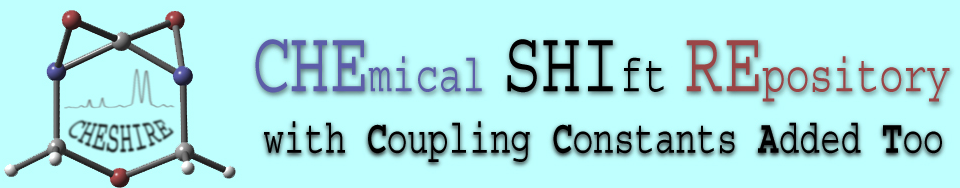 CHESHIRE
CHEmical SHIft REpository
with Coupling Constants Added Too